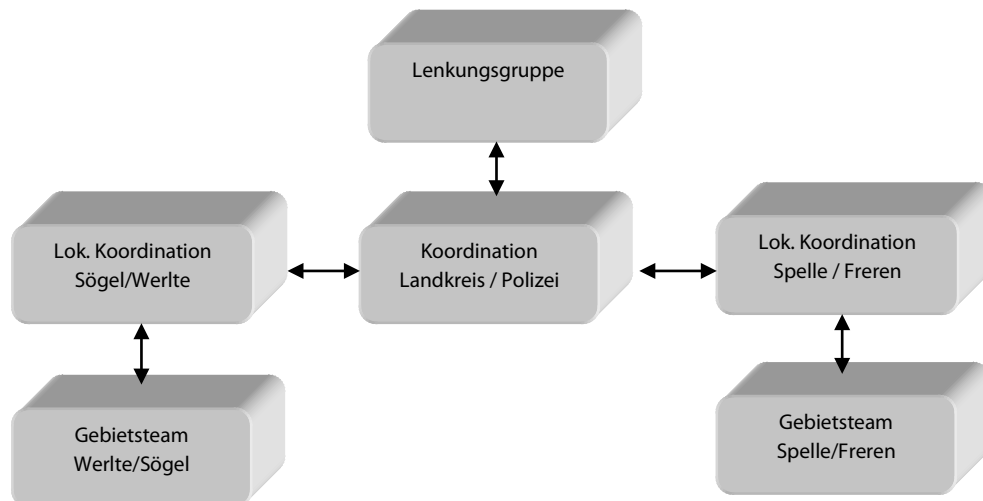 Lenkungsgruppe
Lok. Koordination
Sögel/Werlte
Koordination
Landkreis / Polizei
Lok. Koordination
Spelle / Freren
Gebietsteam
Werlte/Sögel
Gebietsteam
Spelle/Freren